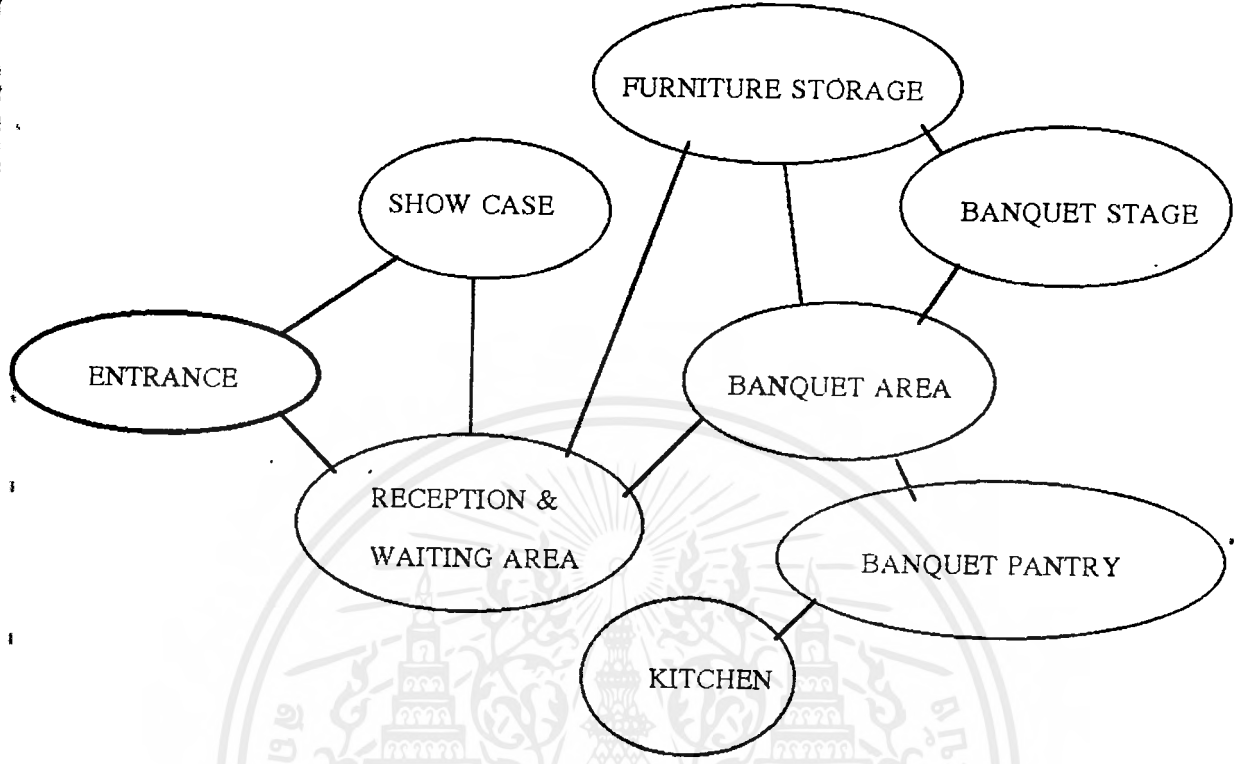 FURNITURE STORAGE
SHOW CASE
BANQUET STAGE
ENTRANCE
BANQUET AREA
RECEPTION &
WAITING AREA
BANQUET PANTRY
KITCHEN